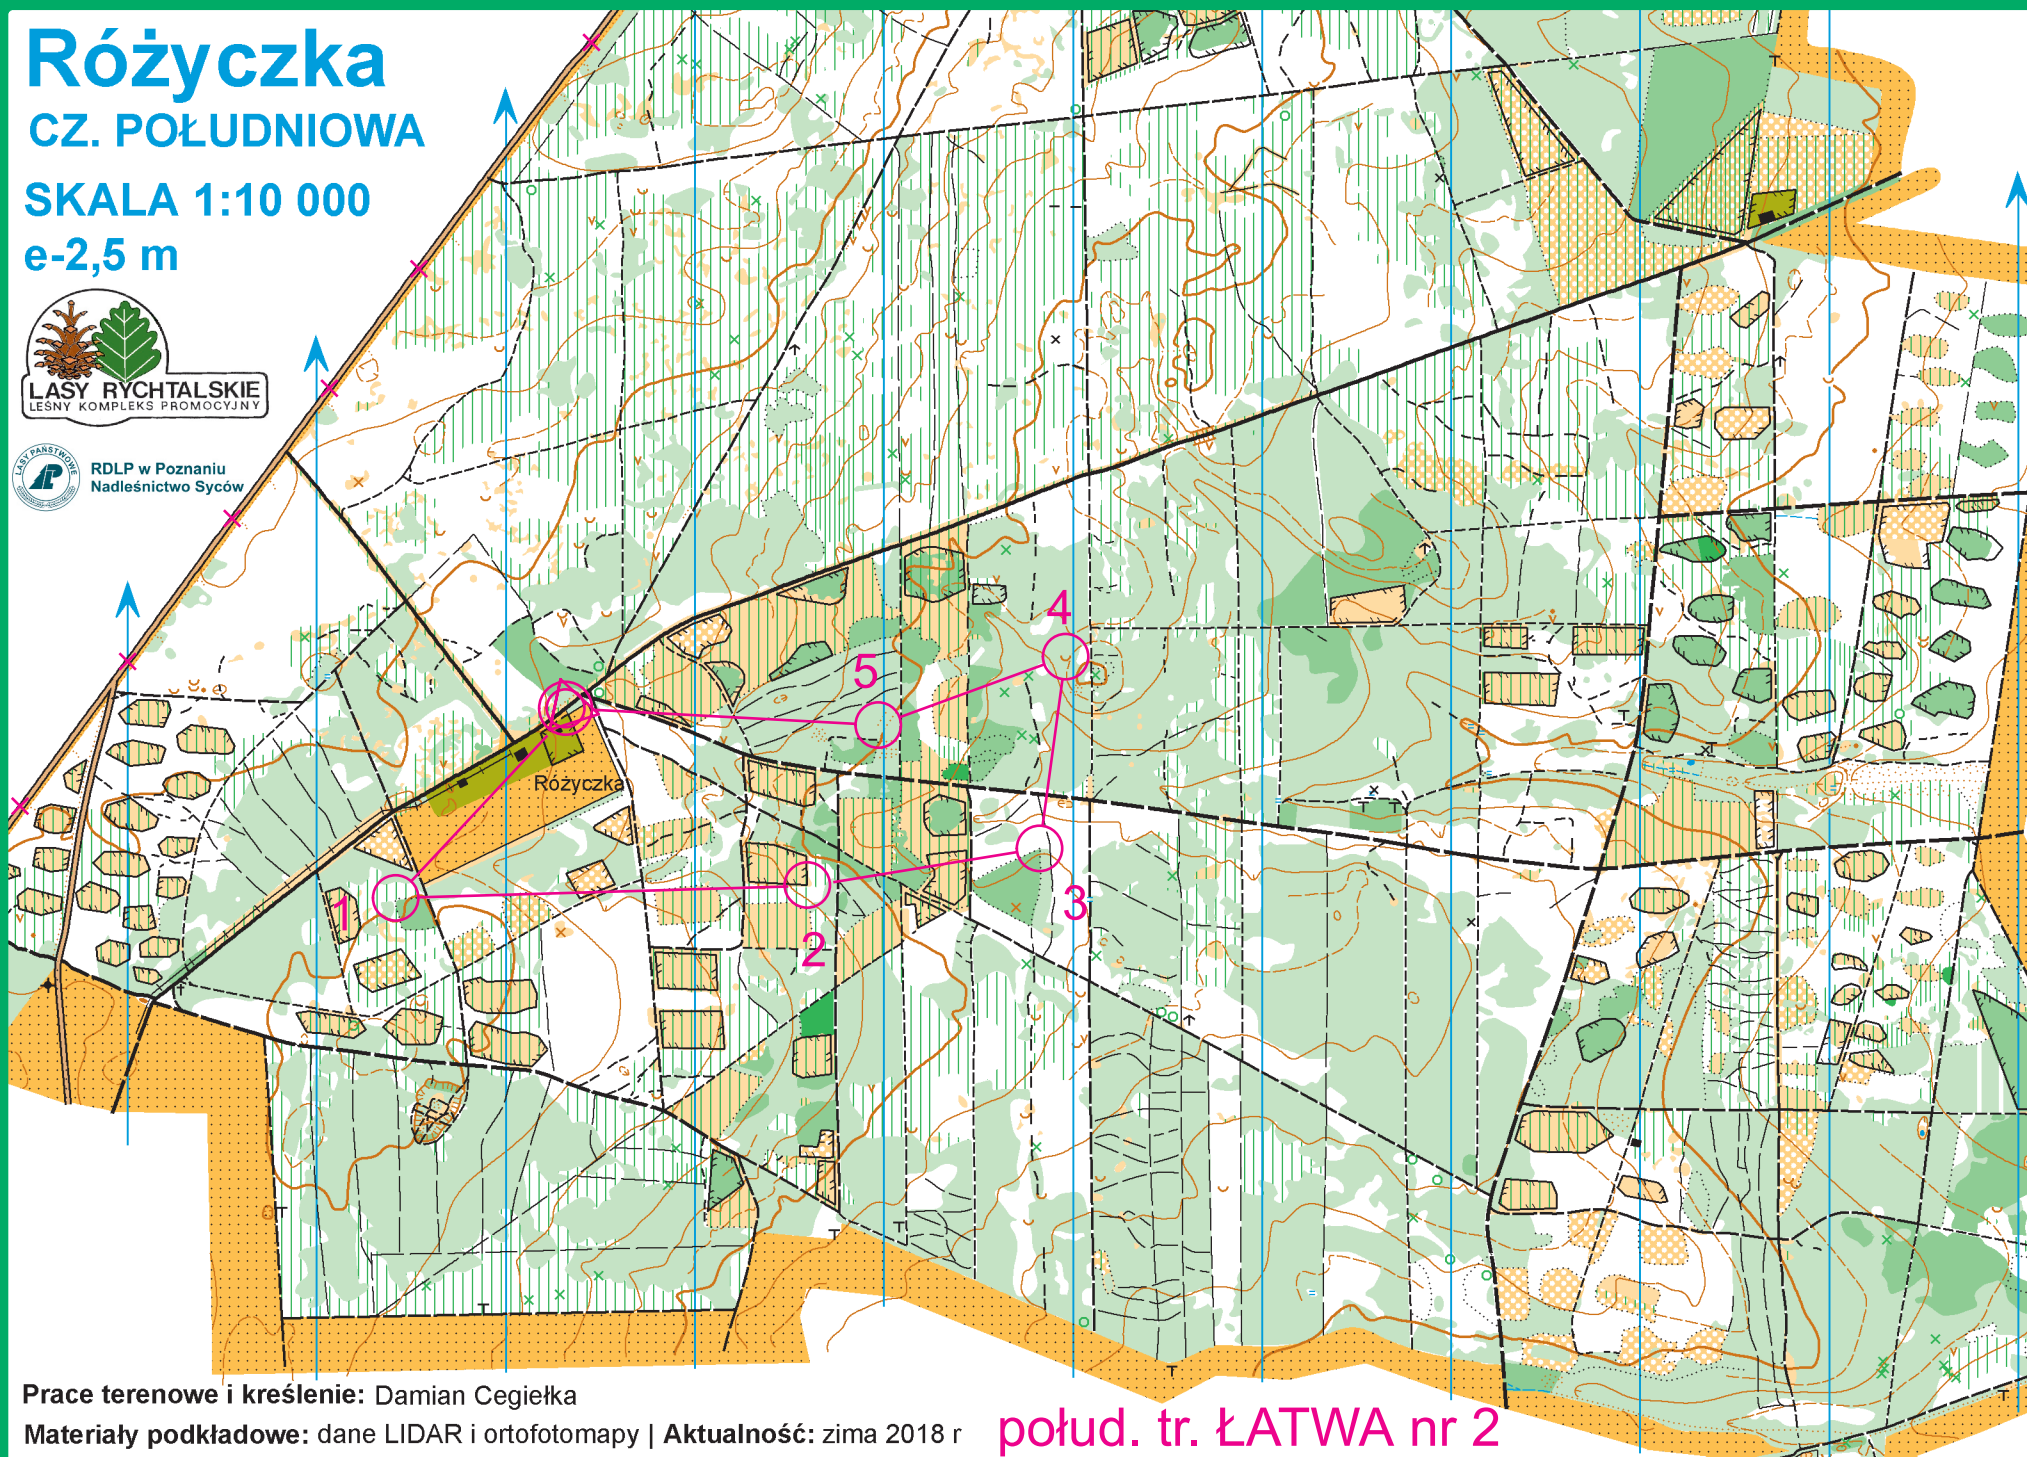 Różyczka
CZ. POŁUDNIOWA
SKALA 1:10 000
e-2,5 m
LASY RYCHTALSKIE
LEŚNY KOMPLEKS PROMOCYJNY
LASY PAŃSTWOWE
RDLP w Poznaniu
Nadleśnictwo Syców
4
5
Różyczka
1
3
2
Prace terenowe i kreślenie: Damian Cegiełka
Materiały podkładowe: dane LIDAR i ortofotomapy | Aktualność: zima 2018 r
połud. tr. ŁATWA nr 2